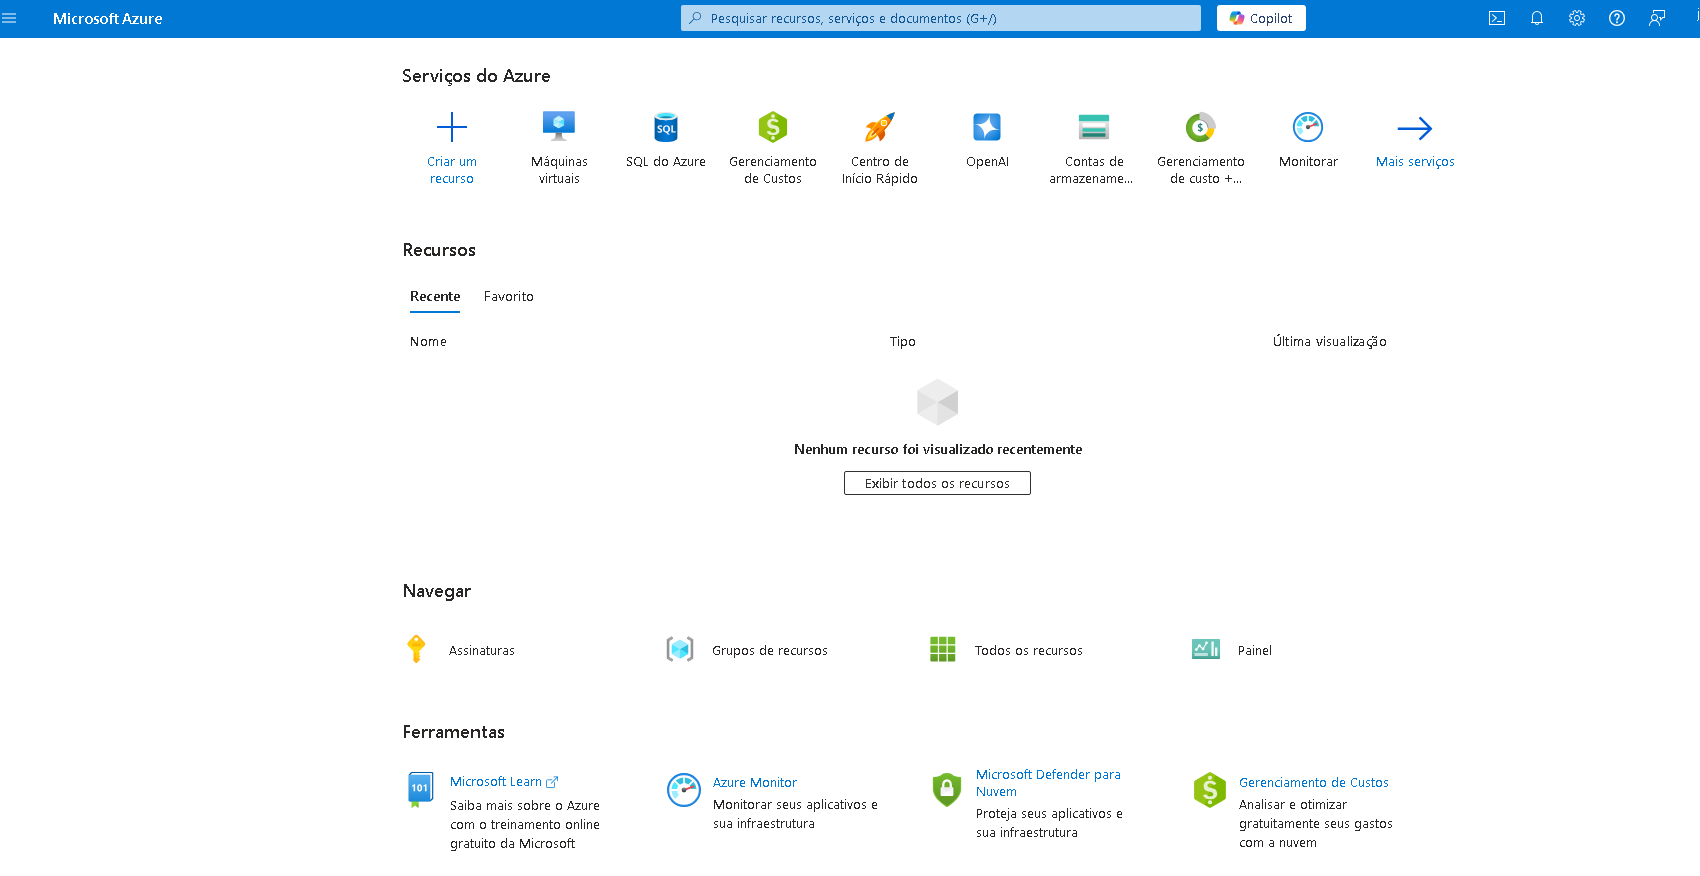 Microsoft Azure
Pesquisar recursos, serviços e documentos (G+/)
Copilot
Serviços do Azure
Criar um
recurso
Máquinas
virtuais
SQL
SQL do Azure
Gerenciamento
de Custos
Centro de
Início Rápido
OpenAI
Contas de
armazename...
Gerenciamento
de custo +...
Monitorar
Mais serviços
Recursos
Recente
Favorito
Nome
Tipo
Última visualização
Nenhum recurso foi visualizado recentemente
Exibir todos os recursos
Navegar
Assinaturas
Grupos de recursos
Todos os recursos
Painel
Ferramentas
101
Microsoft Learn
Saiba mais sobre o Azure
com o treinamento online
gratuito da Microsoft
Azure Monitor
Monitorar seus aplicativos e
sua infraestrutura
Microsoft Defender para
Nuvem
Proteja seus aplicativos e
sua infraestrutura
Gerenciamento de Custos
Analisar e otimizar
gratuitamente seus gastos
com a nuvem